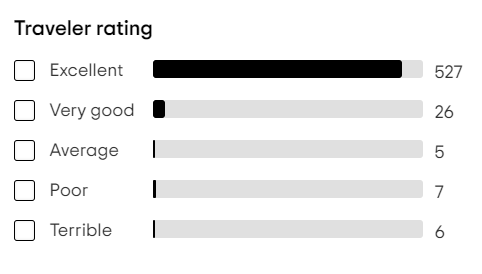 Traveler rating
Excellent 527
Very good 26
Average 5
Poor 7
Terrible 6